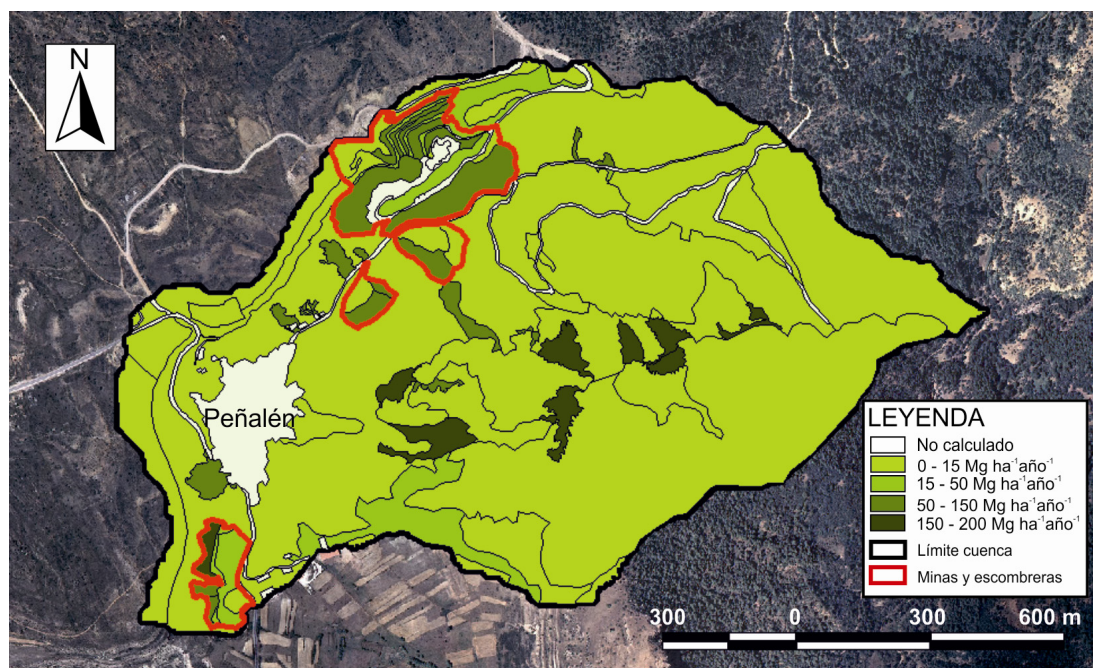 N
Peñalén
LEYENDA
No calculado
0 - 15 Mg ha⁻¹año⁻¹
15 - 50 Mg ha⁻¹año⁻¹
50 - 150 Mg ha⁻¹año⁻¹
150 - 200 Mg ha⁻¹año⁻¹
Límite cuenca
Minas y escombreras
300 0 300 600 m